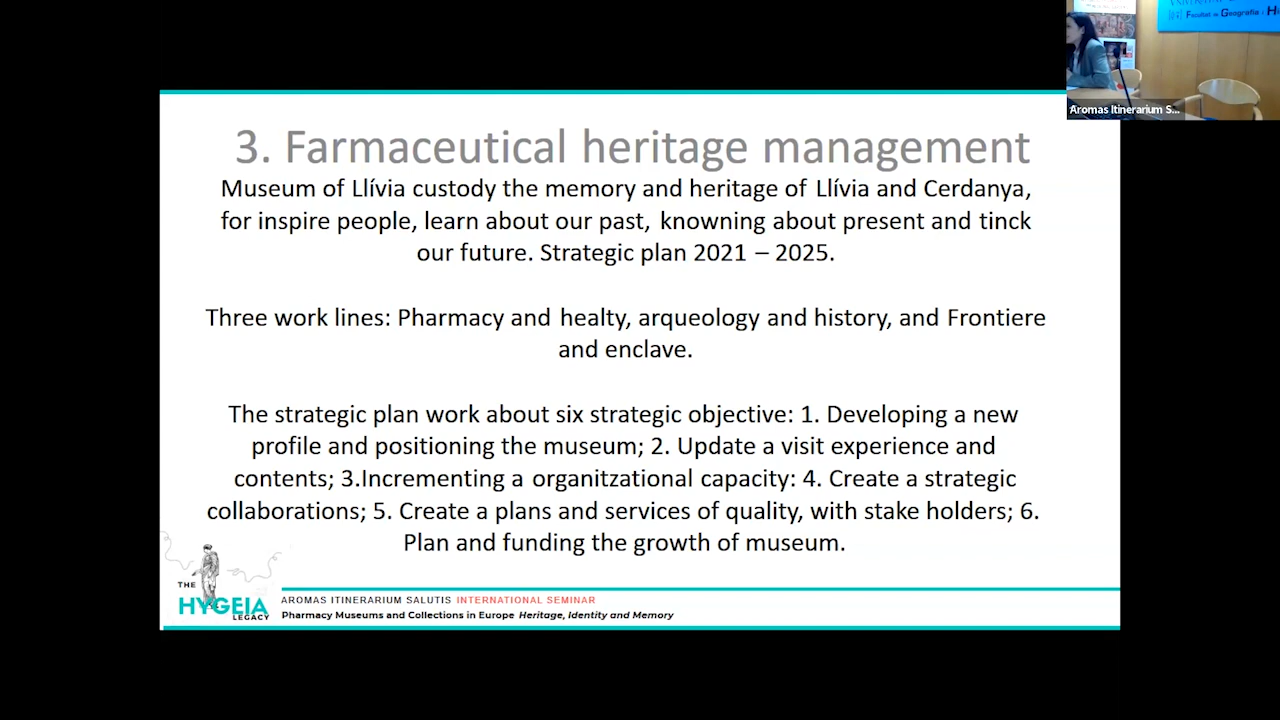 Facultat de Geografia i H
Aromas Itinerarium S...
3. Farmaceutical heritage management
Museum of Llívia custody the memory and heritage of Llívia and Cerdanya,
for inspire people, learn about our past, knowning about present and tinck
our future. Strategic plan 2021 – 2025.
Three work lines: Pharmacy and healty, arqueology and history, and Frontiere
and enclave.
The strategic plan work about six strategic objective: 1. Developing a new
profile and positioning the museum; 2. Update a visit experience and
contents; 3.Incrementing a organitzational capacity: 4. Create a strategic
collaborations; 5. Create a plans and services of quality, with stake holders; 6.
Plan and funding the growth of museum.
THE
HYGEIA
LEGACY
AROMAS ITINERARIUM SALUTIS INTERNATIONAL SEMINAR
Pharmacy Museums and Collections in Europe Heritage, Identity and Memory